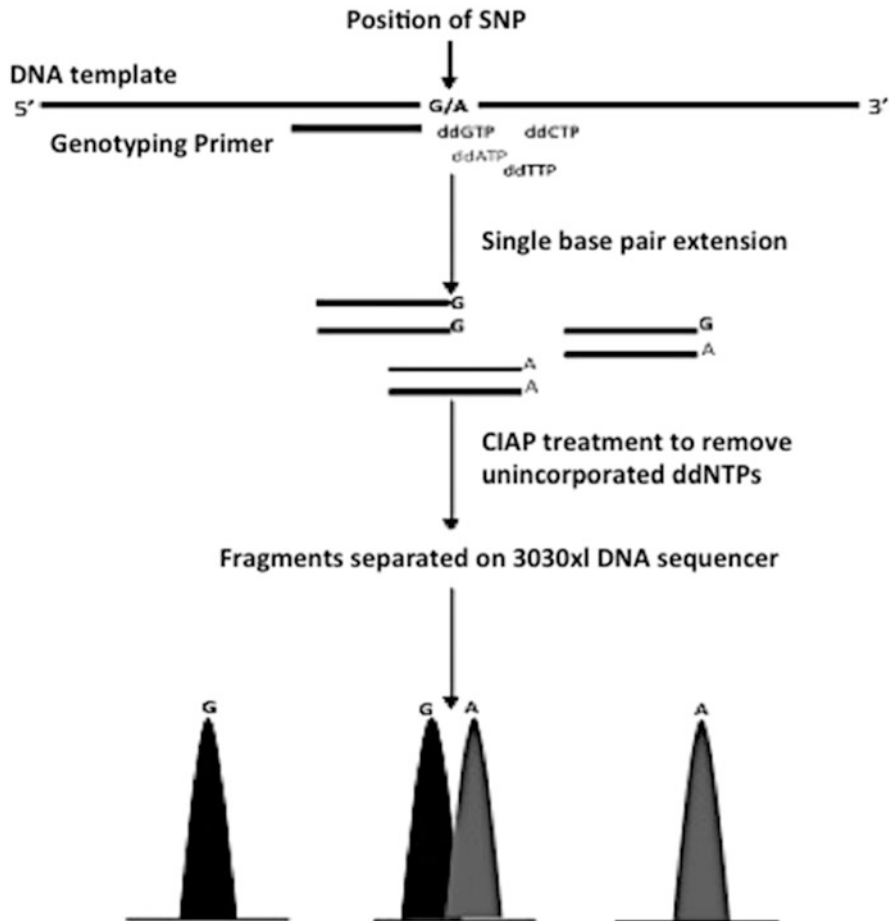 Position of SNP
DNA template
5′ G/A 3′
Genotyping Primer
ddGTP ddCTP
ddATP
ddTTP
Single base pair extension
G
G
G
A
A
A
CIAP treatment to remove
unincorporated ddNTPs
Fragments separated on 3030xl DNA sequencer
G G A A